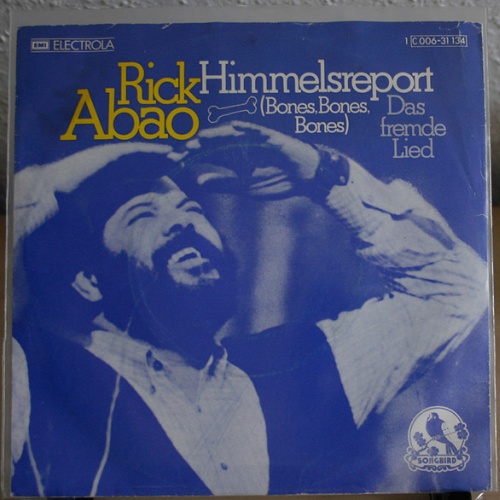 EMI ELECTROLA
1 C 006-31 134
Rick Abao
Himmelsreport
(Bones, Bones, Bones)
Das fremde Lied
SONGBIRD